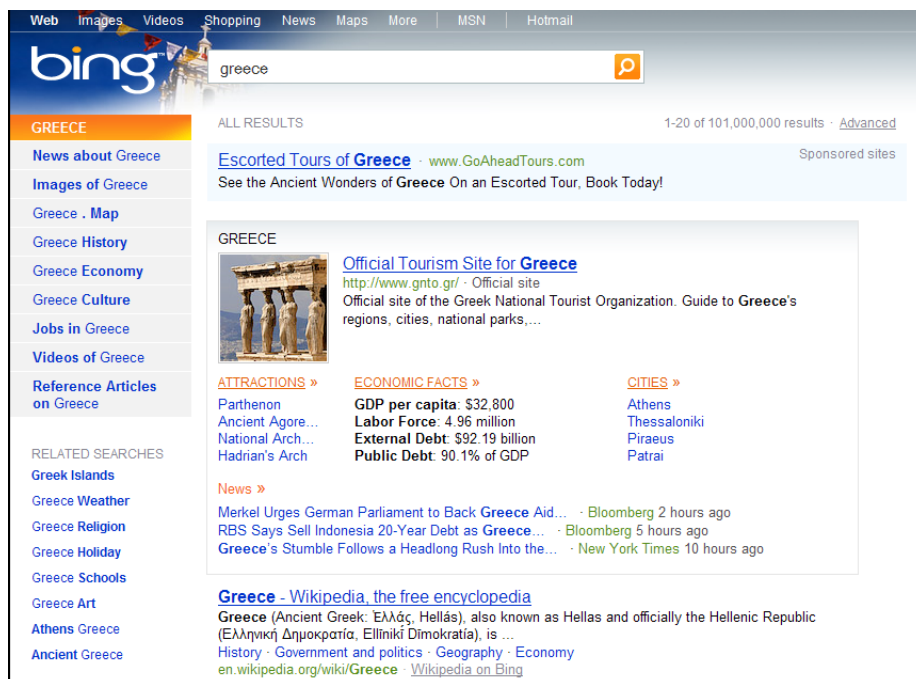 Web Images Videos Shopping News Maps More MSN Hotmail
bing™
greece
GREECE
News about Greece
Images of Greece
Greece . Map
Greece History
Greece Economy
Greece Culture
Jobs in Greece
Videos of Greece
Reference Articles
on Greece
RELATED SEARCHES
Greek Islands
Greece Weather
Greece Religion
Greece Holiday
Greece Schools
Greece Art
Athens Greece
Ancient Greece
ALL RESULTS
1-20 of 101,000,000 results · Advanced
Escorted Tours of Greece · www.GoAheadTours.com
Sponsored sites
See the Ancient Wonders of Greece On an Escorted Tour, Book Today!
GREECE
Official Tourism Site for Greece
http://www.gnto.gr/ · Official site
Official site of the Greek National Tourist Organization. Guide to Greece's
regions, cities, national parks,...
ATTRACTIONS »
Parthenon
Ancient Agore...
National Arch...
Hadrian's Arch
ECONOMIC FACTS »
GDP per capita: $32,800
Labor Force: 4.96 million
External Debt: $92.19 billion
Public Debt: 90.1% of GDP
CITIES »
Athens
Thessaloniki
Piraeus
Patrai
News »
Merkel Urges German Parliament to Back Greece Aid... · Bloomberg 2 hours ago
RBS Says Sell Indonesia 20-Year Debt as Greece... · Bloomberg 5 hours ago
Greece's Stumble Follows a Headlong Rush Into the... · New York Times 10 hours ago
Greece - Wikipedia, the free encyclopedia
Greece (Ancient Greek: Ἑλλάς, Hellás), also known as Hellas and officially the Hellenic Republic
(Ελληνική Δημοκρατία, Ellīnikī́ Dīmokratía), is ...
History · Government and politics · Geography · Economy
en.wikipedia.org/wiki/Greece · Wikipedia on Bing